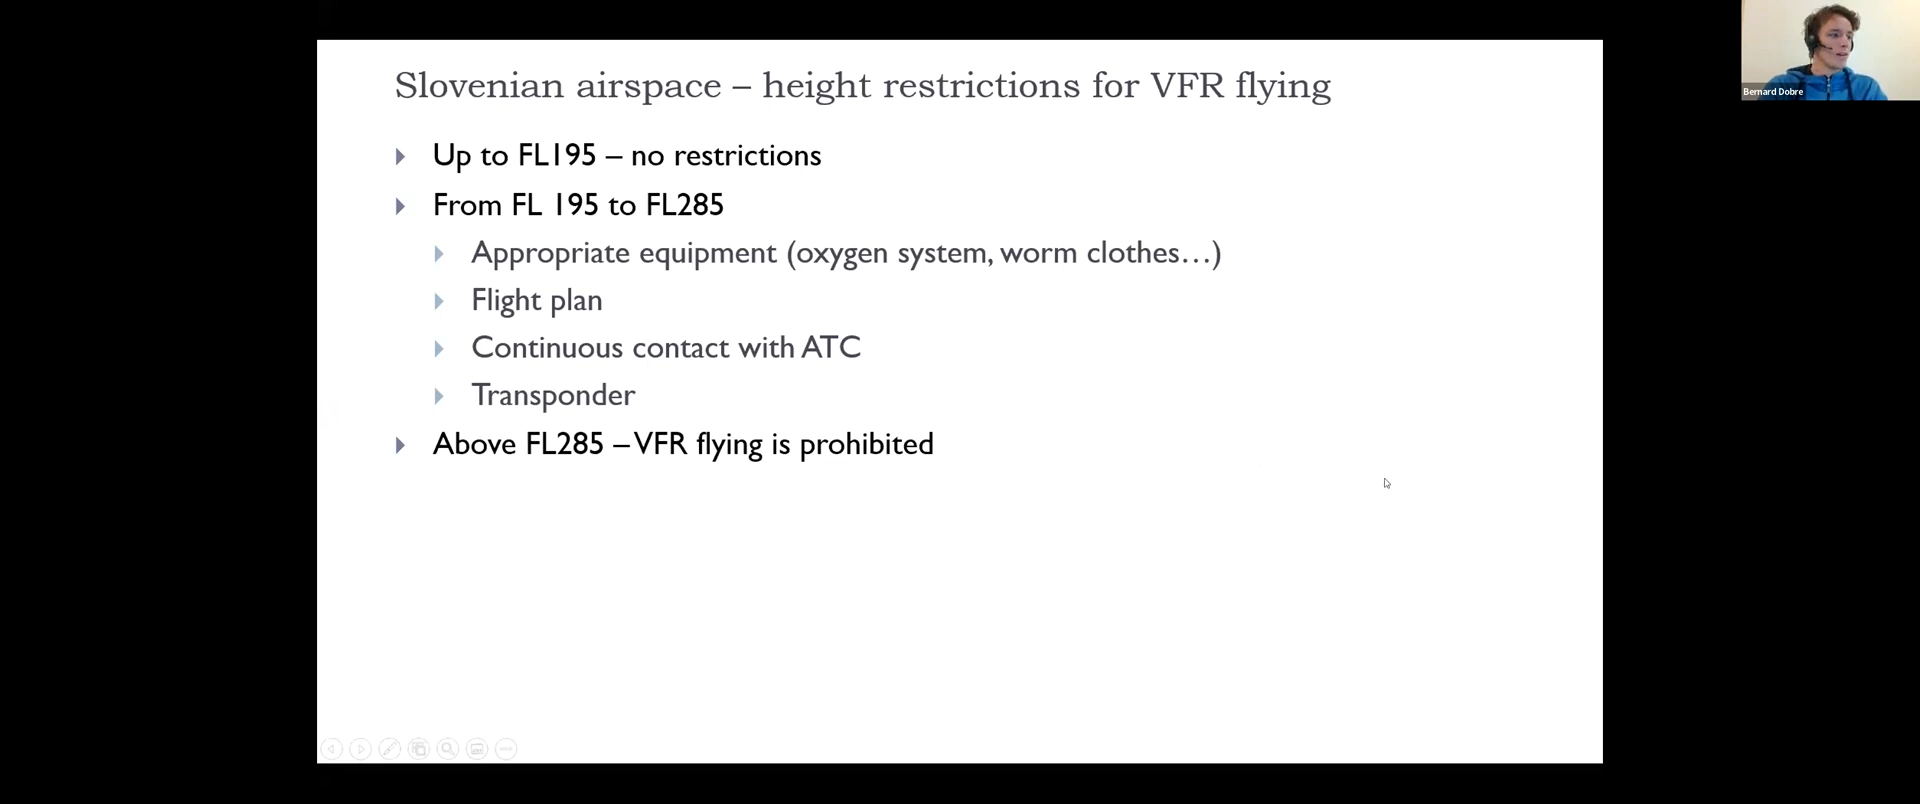 Slovenian airspace – height restrictions for VFR flying
Up to FL195 – no restrictions
From FL 195 to FL285
Appropriate equipment (oxygen system, worm clothes…)
Flight plan
Continuous contact with ATC
Transponder
Above FL285 – VFR flying is prohibited
Bernard Dobre